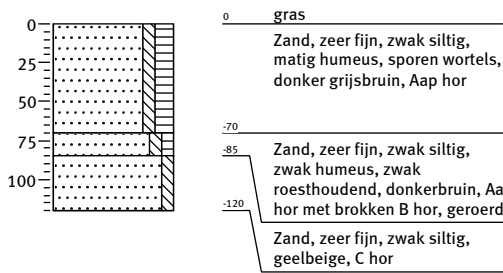 0
25
50
75
100
0 gras
Zand, zeer fijn, zwak siltig,
matig humeus, sporen wortels,
donker grijsbruin, Aap hor
-70
-85
Zand, zeer fijn, zwak siltig,
zwak humeus, zwak
roesthoudend, donkerbruin, Aa
hor met brokken B hor, geroerd
-120
Zand, zeer fijn, zwak siltig,
geelbeige, C hor